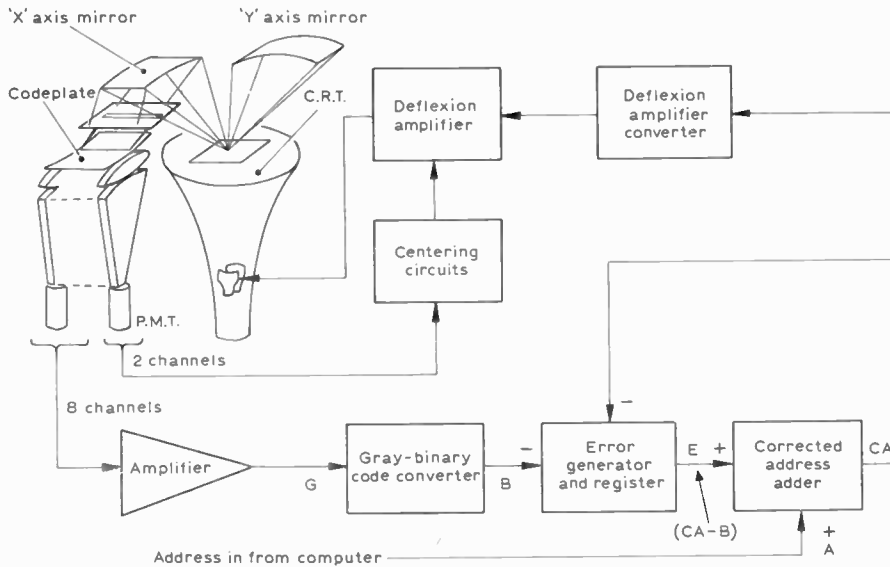 'X' axis mirror
'Y' axis mirror
Codeplate
C.R.T.
Deflexion
amplifier
Deflexion
amplifier
converter
Centering
circuits
P.M.T.
2 channels
8 channels
Amplifier
G
Gray-binary
code converter
B
−
−
Error
generator
and register
E
+
(CA−B)
Corrected
address
adder
CA
+
A
Address in from computer